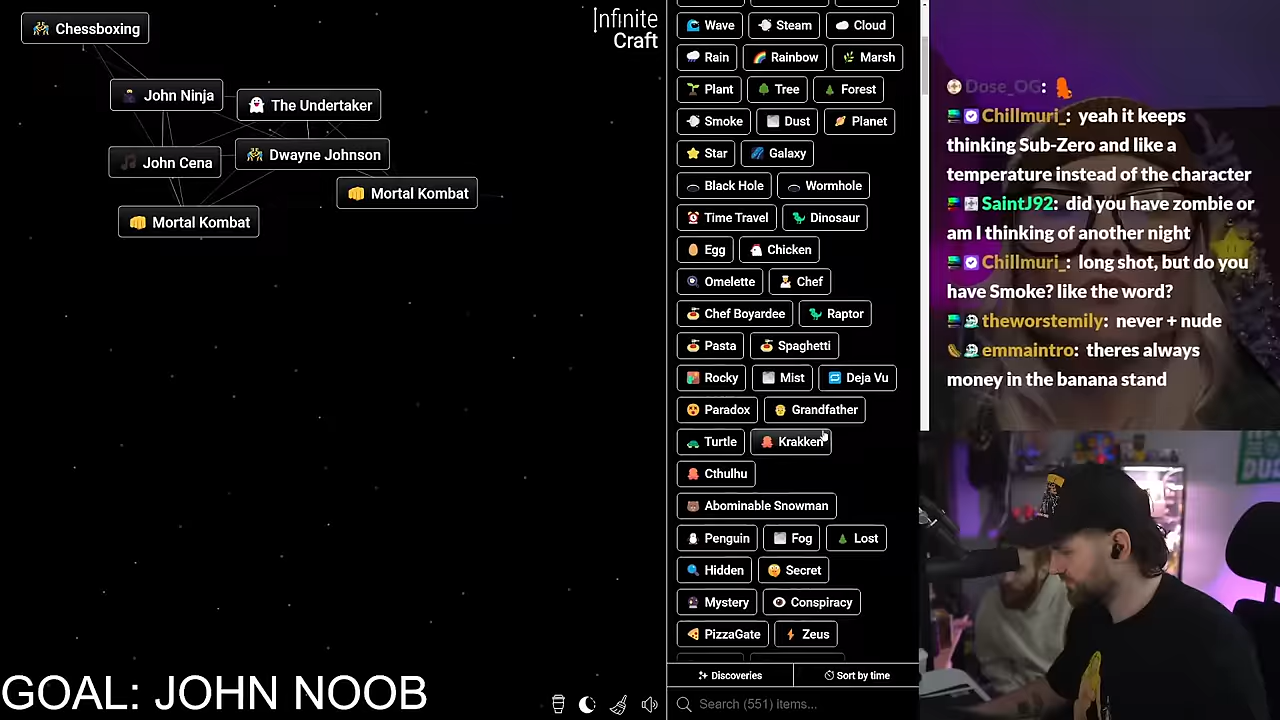 Chessboxing
John Ninja
The Undertaker
John Cena
Dwayne Johnson
Mortal Kombat
Mortal Kombat
Infinite
Craft
Wave Steam Cloud
Rain Rainbow Marsh
Plant Tree Forest
Smoke Dust Planet
Star Galaxy
Black Hole Wormhole
Time Travel Dinosaur
Egg Chicken
Omelette Chef
Chef Boyardee Raptor
Pasta Spaghetti
Rocky Mist Deja Vu
Paradox Grandfather
Turtle Krakken
Cthulhu
Abominable Snowman
Penguin Fog Lost
Hidden Secret
Mystery Conspiracy
PizzaGate Zeus
Discoveries Sort by time
Search (551) items...
GOAL: JOHN NOOB
Dose_OG:
Chillmuri_: yeah it keeps
thinking Sub-Zero and like a
temperature instead of the character
SaintJ92: did you have zombie or
am I thinking of another night
Chillmuri_: long shot, but do you
have Smoke? like the word?
theworstemily: never + nude
emmaintro: theres always
money in the banana stand